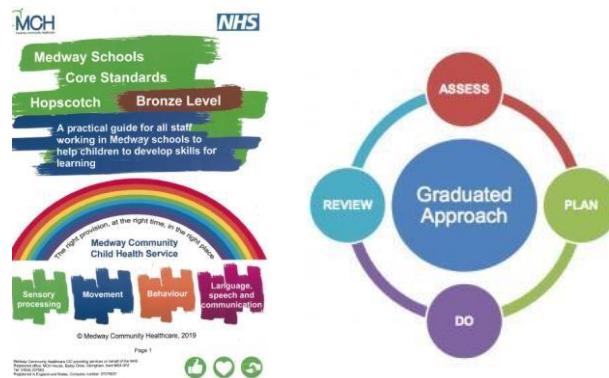 MCH
NHS
Medway Schools
Core Standards
Hopscotch
Bronze Level
A practical guide for all staff
working in Medway schools to
help children to develop skills for
learning
The right provision, at the right time, in the right place
Medway Community
Child Health Service
Sensory
processing
Movement
Behaviour
Language,
speech and
communication
© Medway Community Healthcare, 2019
Page 1
ASSESS
REVIEW
Graduated
Approach
PLAN
DO